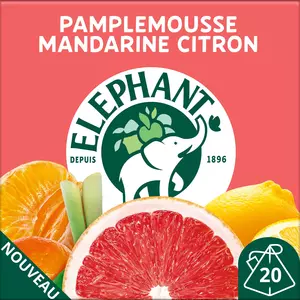 PAMPLEMOUSSE
MANDARINE CITRON
ELEPHANT
DEPUIS 1896
NOUVEAU
20